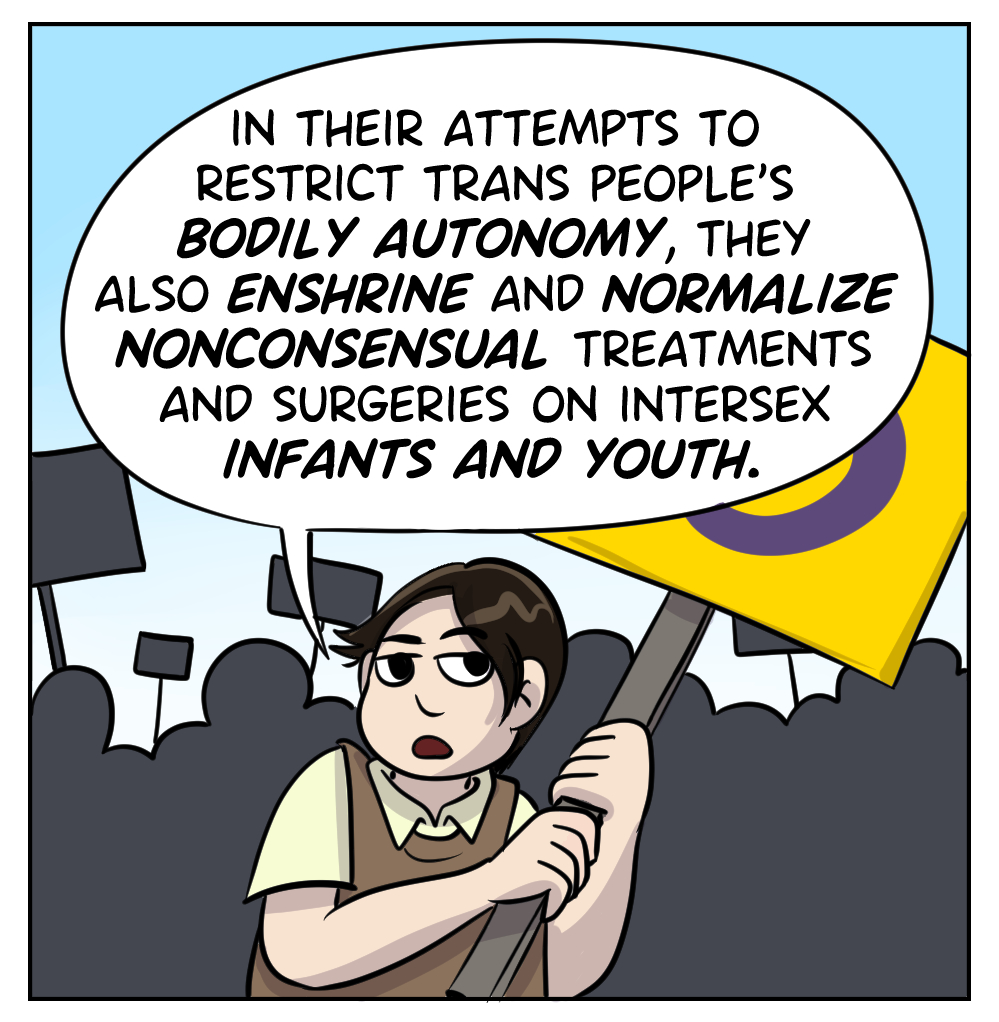 IN THEIR ATTEMPTS TO
RESTRICT TRANS PEOPLE'S
BODILY AUTONOMY, THEY
ALSO ENSHRINE AND NORMALIZE
NONCONSENSUAL TREATMENTS
AND SURGERIES ON INTERSEX
INFANTS AND YOUTH.